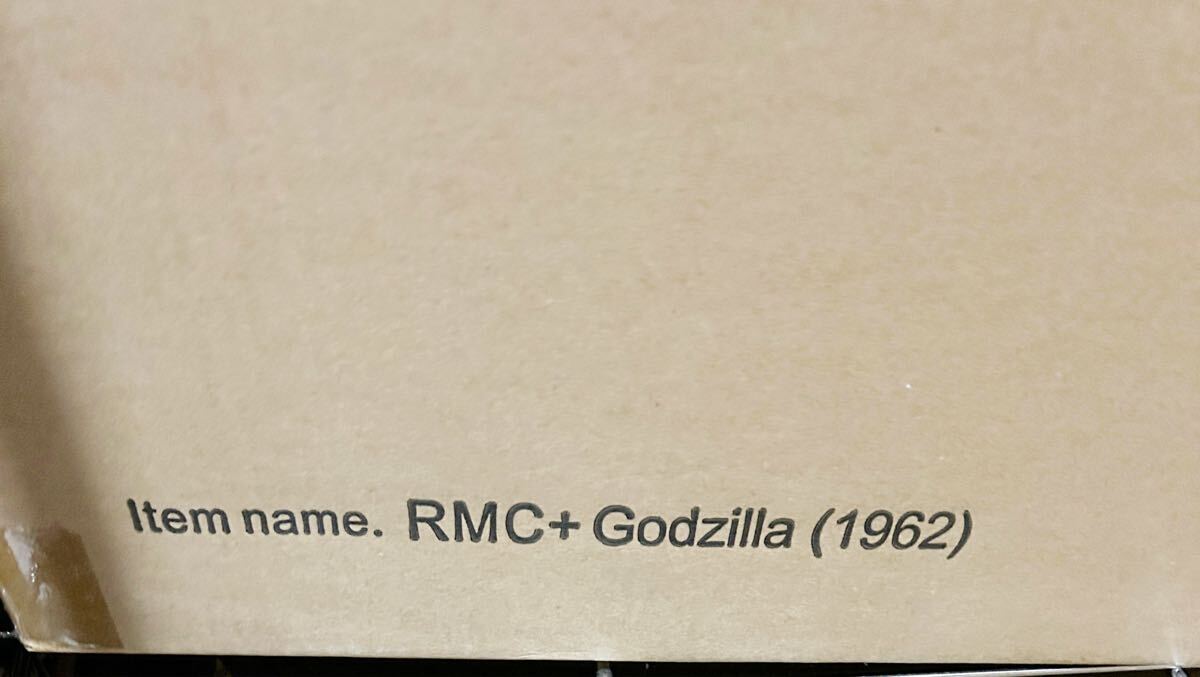 Item name. RMC+ Godzilla (1962)